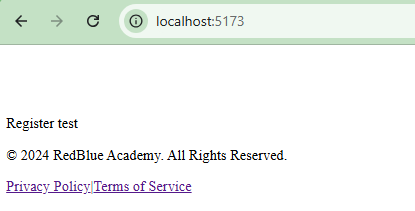 localhost:5173
Register test
© 2024 RedBlue Academy. All Rights Reserved.
Privacy Policy|Terms of Service